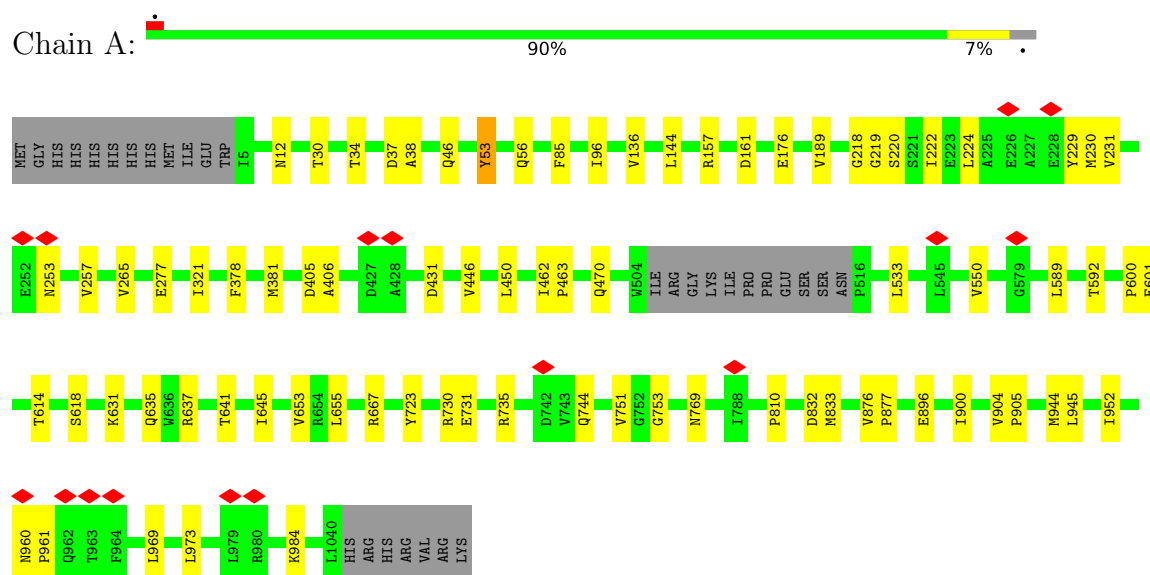 Chain A:
90%
7%
MET GLY HIS HIS HIS HIS HIS HIS MET ILE GLU TRP I5 N12 T30 T34 D37 A38 Q46 Y53 Q56 F85 I96 V136 L144 R157 D161 E176 V189 G218 G219 S220 S221 I222 E223 L224 A225 E226 A227 E228 Y229 M230 V231
E252 N253 V257 V265 E277 I321 F378 M381 D405 A406 D427 A428 D431 V446 L450 I462 P463 Q470 W504 ILE ARG GLY LYS ILE PRO PRO GLU SER SER ASN P516 L533 L545 V550 G579 L589 T592 P600 E601
T614 S618 K631 Q635 W636 R637 T641 I645 V653 R654 L655 R667 Y723 R730 E731 R735 D742 V743 Q744 V751 G752 G753 N769 I788 P810 D832 M833 V876 P877 E896 I900 V904 P905 M944 L945 I952
N960 P961 Q962 T963 F964 L969 L973 L979 R980 K984 L1040 HIS ARG HIS ARG VAL ARG LYS